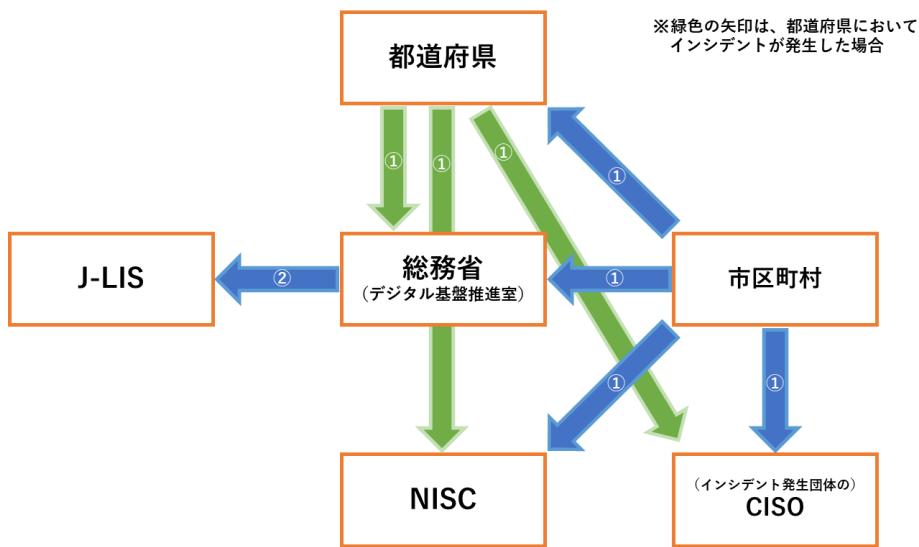 ※緑色の矢印は、都道府県において
インシデントが発生した場合
都道府県
①
①
①
①
J-LIS
②
総務省
（デジタル基盤推進室）
①
市区町村
①
①
NISC
（インシデント発生団体の）
CISO